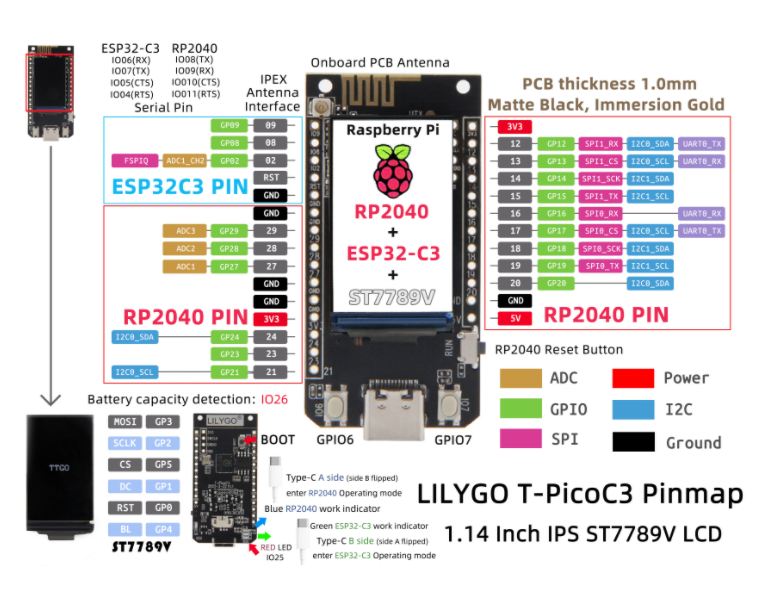 ESP32-C3 RP2040
IO06(RX) IO08(TX)
IO07(TX) IO09(RX)
IO05(CTS) IO010(CTS)
IO04(RTS) IO011(RTS)
Serial Pin
IPEX
Antenna
Interface
Onboard PCB Antenna
PCB thickness 1.0mm
Matte Black, Immersion Gold
GP09 09
GP08 08
FSPIQ ADC1_CH2 GP02 02
RST
GND
ESP32C3 PIN
GND
ADC3 GP29 29
ADC2 GP28 28
ADC1 GP27 27
GND
GND
RP2040 PIN 3V3
I2C0_SDA GP24 24
GP23 23
I2C0_SCL GP21 21
Raspberry Pi
RP2040
+
ESP32-C3
+
ST7789V
3V3
12 GP12 SPI1_RX I2C0_SDA UART0_TX
13 GP13 SPI1_CS I2C0_SCL UART0_RX
14 GP14 SPI1_SCK I2C1_SDA
15 GP15 SPI1_TX I2C1_SCL
16 GP16 SPI0_RX UART0_RX
17 GP17 SPI0_CS I2C0_SCL UART0_TX
18 GP18 SPI0_SCK I2C1_SDA
19 GP19 SPI0_TX I2C1_SCL
20 GP20 I2C0_SDA
GND
5V RP2040 PIN
RUN
21
IO6
IO7
GPIO6 GPIO7
RP2040 Reset Button
ADC Power
GPIO I2C
SPI Ground
Battery capacity detection: IO26
TTGO
MOSI GP3
SCLK GP2
CS GP5
DC GP1
RST GP0
BL GP4
ST7789V
LILYGO
BOOT
Type-C A side (side B flipped)
enter RP2040 Operating mode
Blue RP2040 work indicator
Green ESP32-C3 work indicator
Type-C B side (side A flipped)
enter ESP32-C3 Operating mode
RED LED
IO25
LILYGO T-PicoC3 Pinmap
1.14 Inch IPS ST7789V LCD